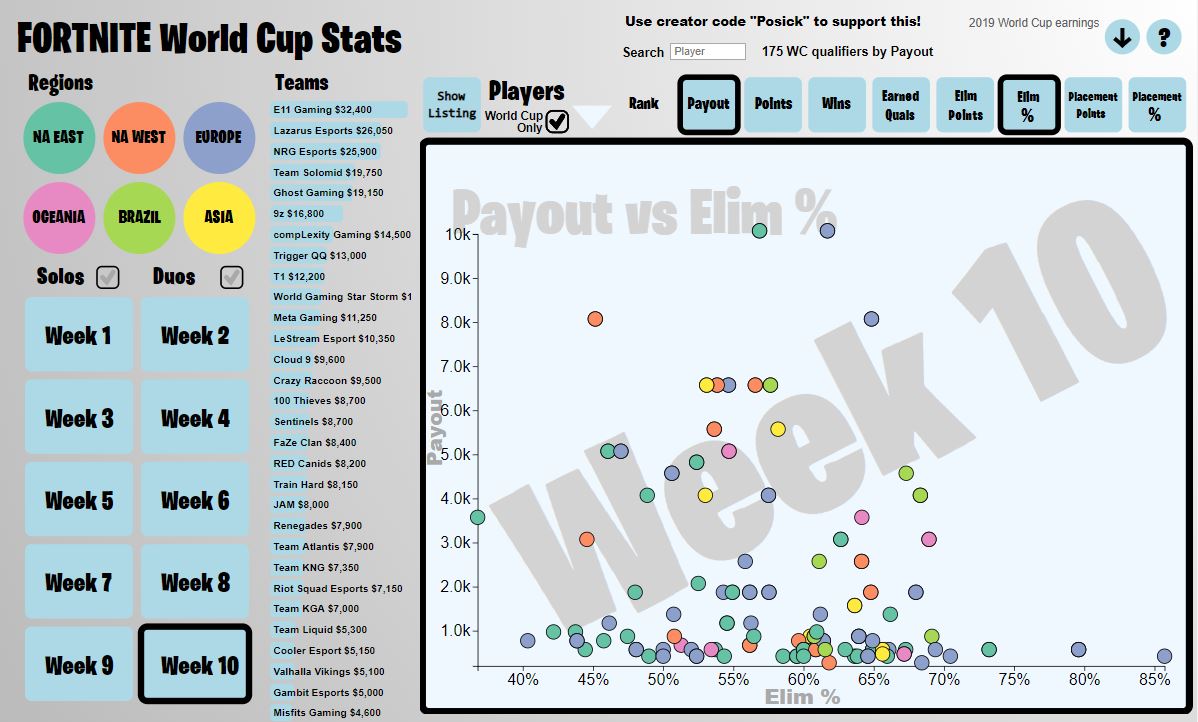 FORTNITE World Cup Stats
Use creator code "Posick" to support this!
2019 World Cup earnings
?
Search
Player
175 WC qualifiers by Payout
Regions
NA EAST
NA WEST
EUROPE
OCEANIA
BRAZIL
ASIA
Solos
Duos
Week 1
Week 2
Week 3
Week 4
Week 5
Week 6
Week 7
Week 8
Week 9
Week 10
Teams
E11 Gaming $32,400
Lazarus Esports $26,050
NRG Esports $25,900
Team Solomid $19,750
Ghost Gaming $19,150
9z $16,800
compLexity Gaming $14,500
Trigger QQ $13,000
T1 $12,200
World Gaming Star Storm $1
Meta Gaming $11,250
LeStream Esport $10,350
Cloud 9 $9,600
Crazy Raccoon $9,500
100 Thieves $8,700
Sentinels $8,700
FaZe Clan $8,400
RED Canids $8,200
Train Hard $8,150
JAM $8,000
Renegades $7,900
Team Atlantis $7,900
Team KNG $7,350
Riot Squad Esports $7,150
Team KGA $7,000
Team Liquid $5,300
Cooler Esport $5,150
Valhalla Vikings $5,100
Gambit Esports $5,000
Misfits Gaming $4,600
Show
Listing
Players
World Cup
Only
Rank
Payout
Points
Wins
Earned
Quals
Elim
Points
Elim
%
Placement
Points
Placement
%
Payout vs Elim %
Week 10
10k
9.0k
8.0k
7.0k
6.0k
5.0k
4.0k
3.0k
2.0k
1.0k
Payout
40%
45%
50%
55%
60%
65%
70%
75%
80%
85%
Elim %